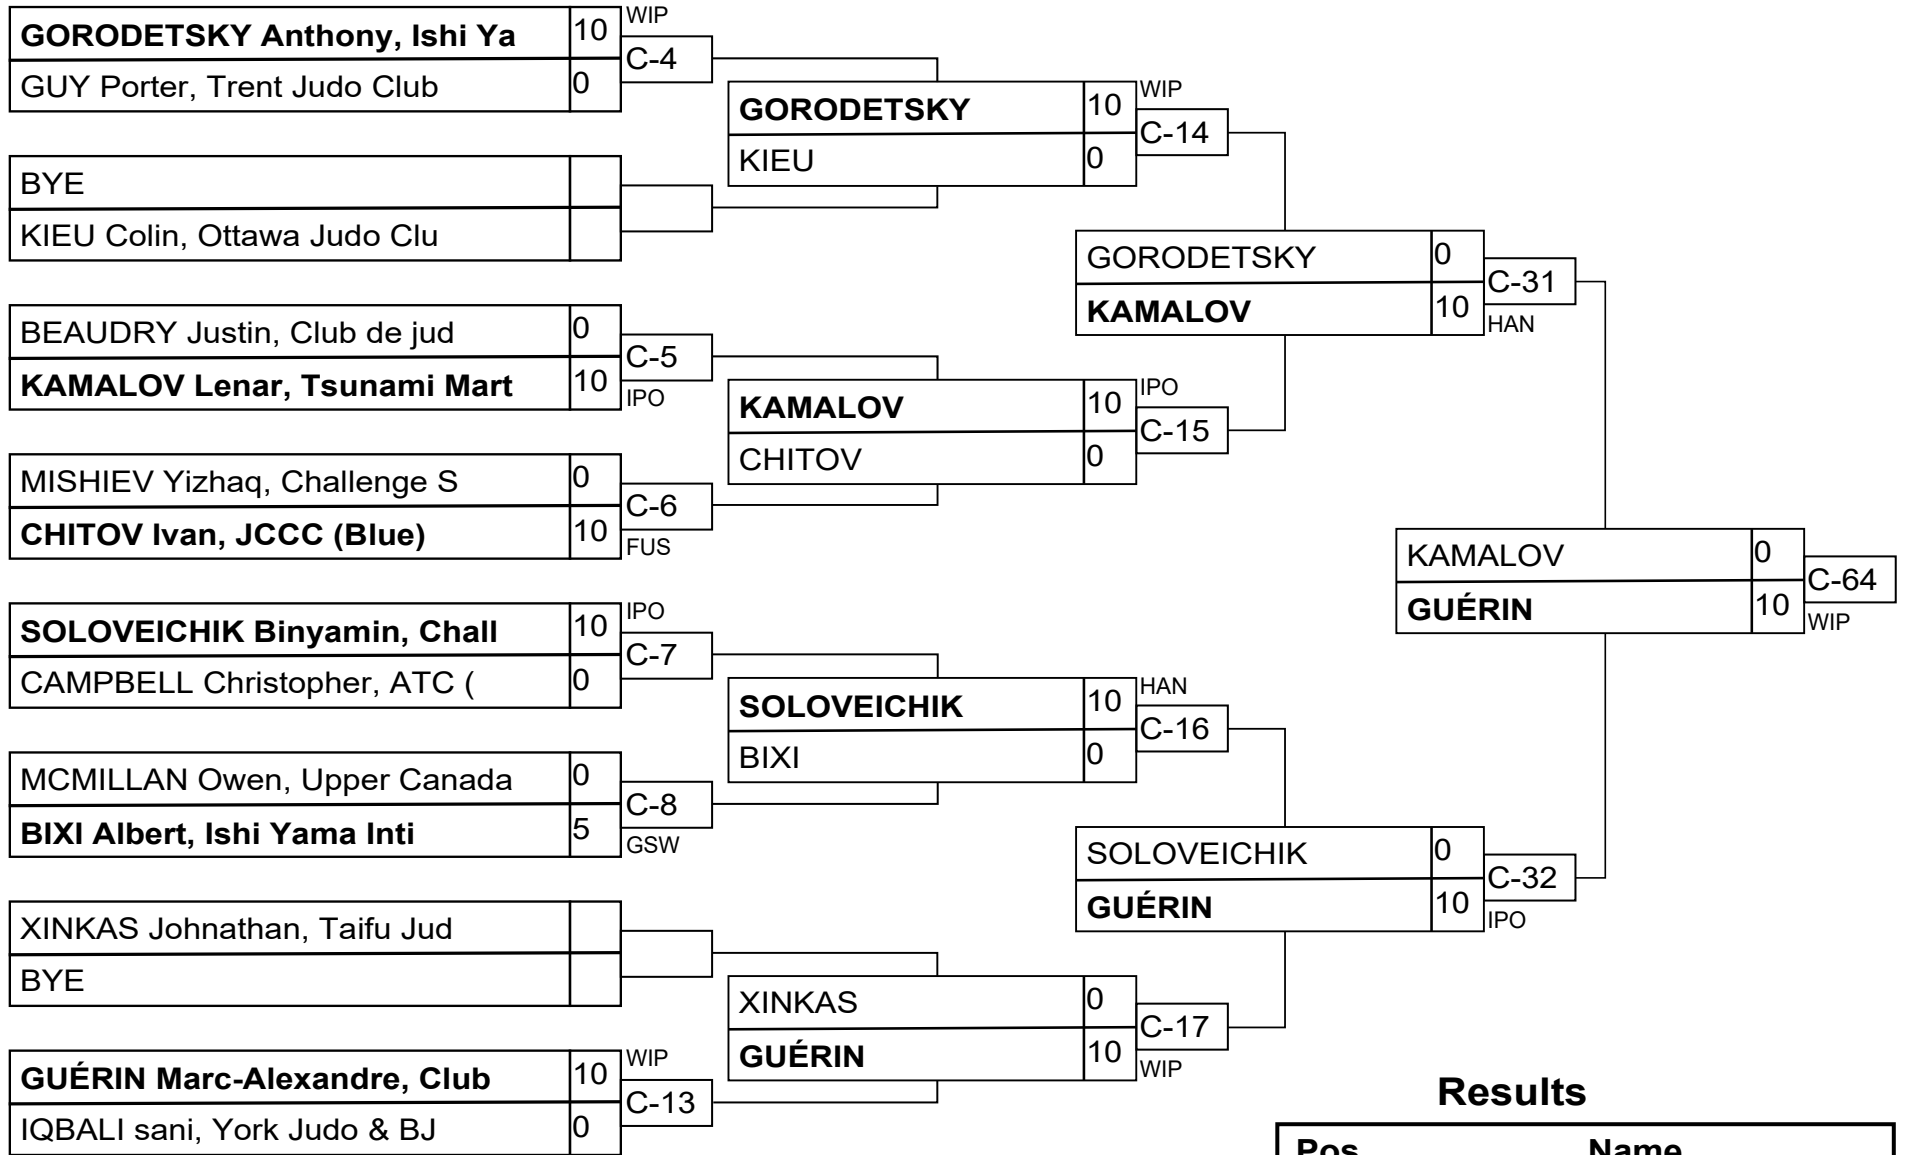 GORODETSKY Anthony, Ishi Ya 10 WIP
C-4
GUY Porter, Trent Judo Club 0
BYE
KIEU Colin, Ottawa Judo Clu
BEAUDRY Justin, Club de jud 0
C-5
KAMALOV Lenar, Tsunami Mart 10 IPO
MISHIEV Yizhaq, Challenge S 0
C-6
CHITOV Ivan, JCCC (Blue) 10 FUS
SOLOVEICHIK Binyamin, Chall 10 IPO
C-7
CAMPBELL Christopher, ATC ( 0
MCMILLAN Owen, Upper Canada 0
C-8
BIXI Albert, Ishi Yama Inti 5 GSW
XINKAS Johnathan, Taifu Jud
BYE
GUÉRIN Marc-Alexandre, Club 10 WIP
C-13
IQBALI sani, York Judo & BJ 0
GORODETSKY 10 WIP
C-14
KIEU 0
KAMALOV 10 IPO
C-15
CHITOV 0
SOLOVEICHIK 10 HAN
C-16
BIXI 0
XINKAS 0
C-17
GUÉRIN 10 WIP
GORODETSKY 0
C-31
KAMALOV 10 HAN
SOLOVEICHIK 0
C-32
GUÉRIN 10 IPO
KAMALOV 0
C-64
GUÉRIN 10 WIP
Results
Pos Name